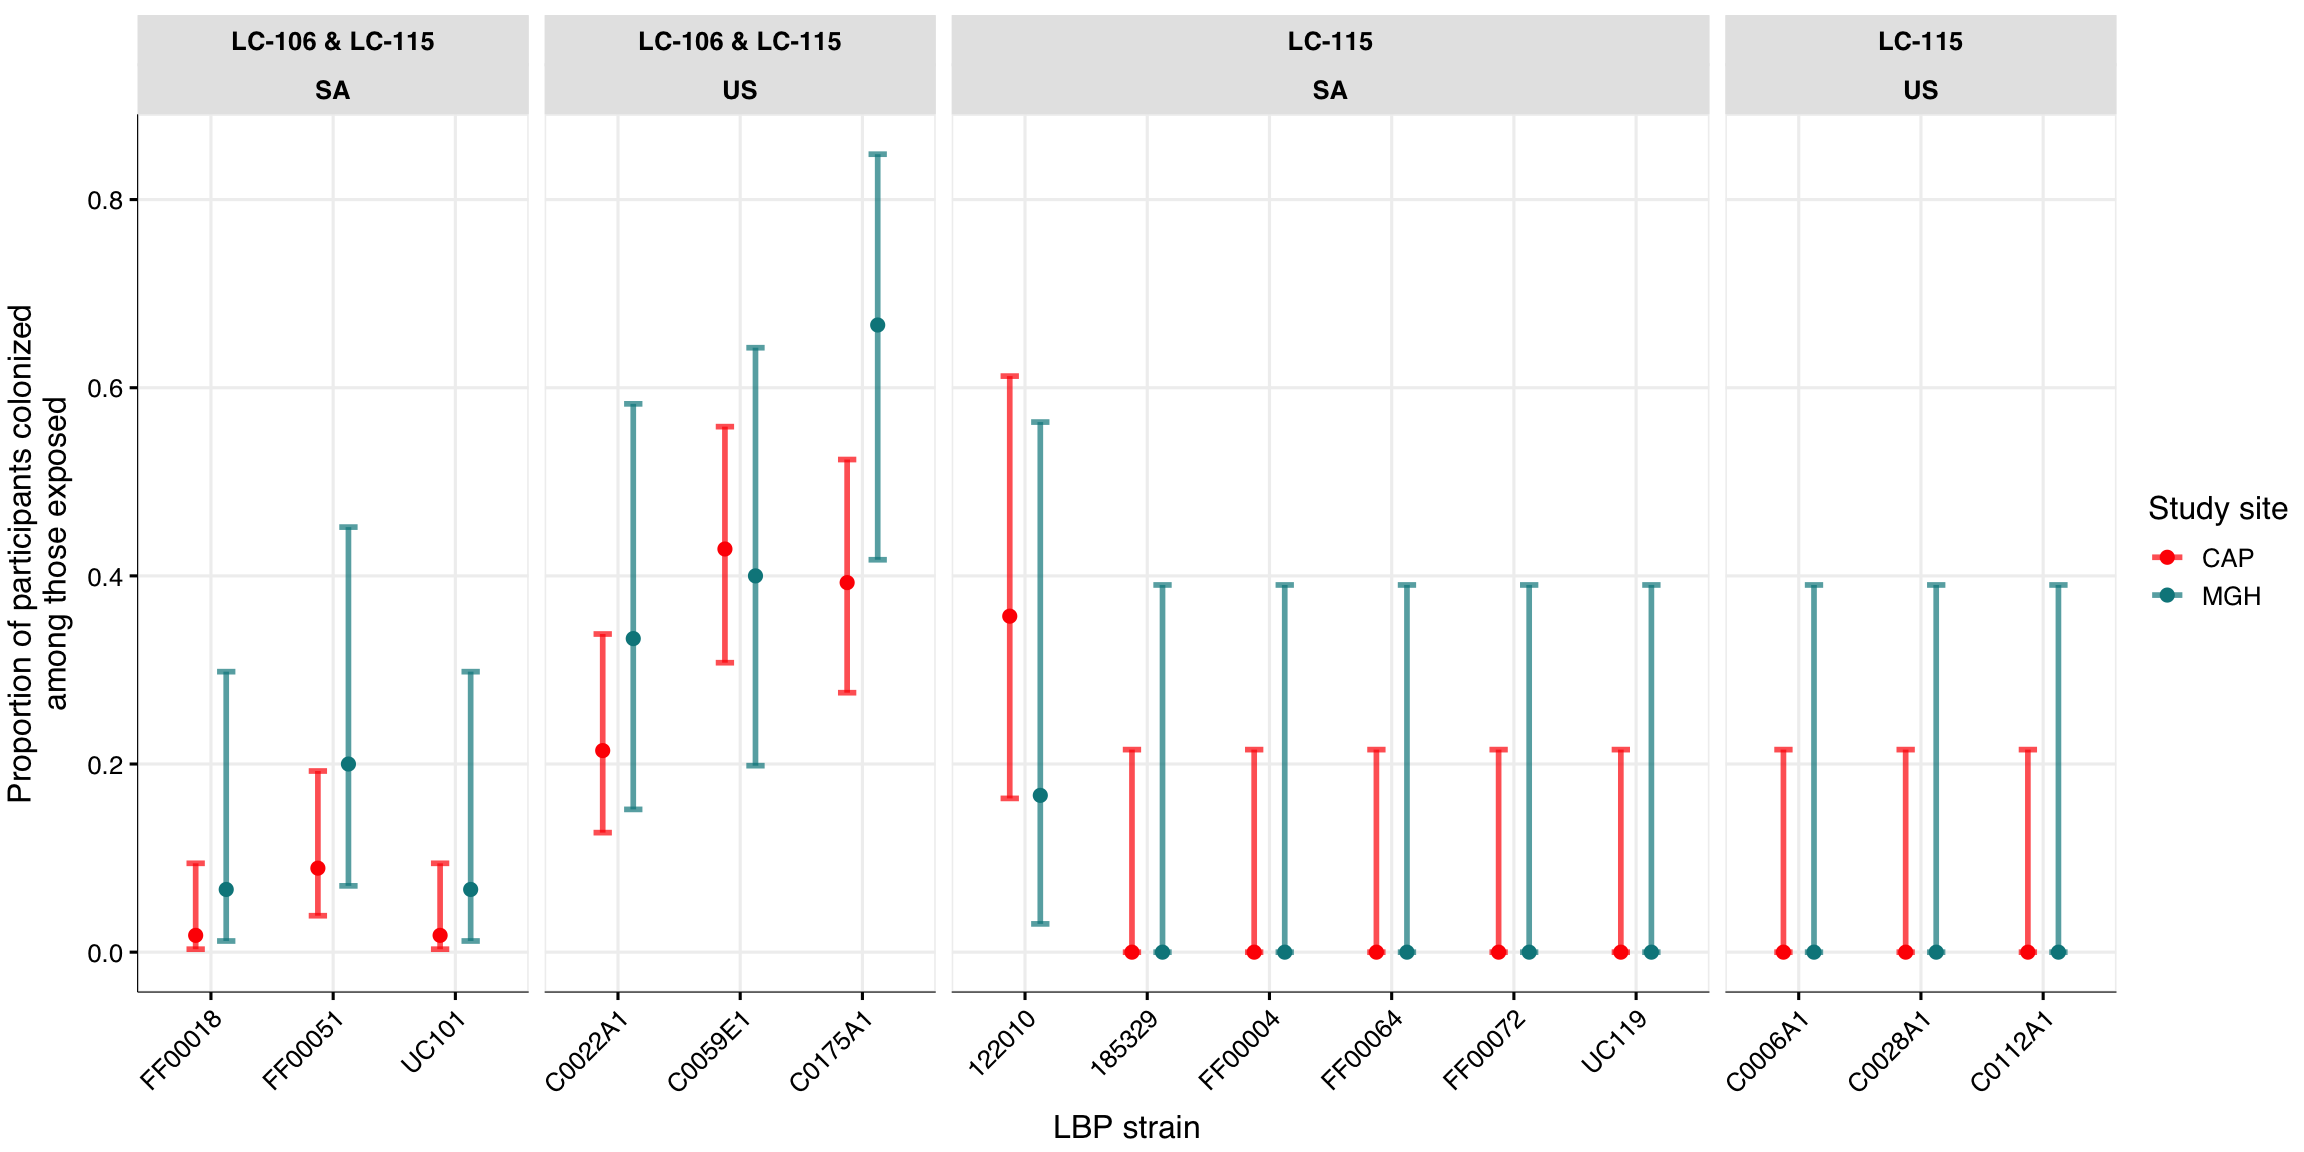 LC-106 & LC-115
SA
LC-106 & LC-115
US
LC-115
SA
LC-115
US
Proportion of participants colonized
among those exposed
0.8
0.6
0.4
0.2
0.0
FF00018
FF00051
UC101
C0022A1
C0059E1
C0175A1
122010
185329
FF00004
FF00064
FF00072
UC119
C0006A1
C0028A1
C0112A1
LBP strain
Study site
CAP
MGH